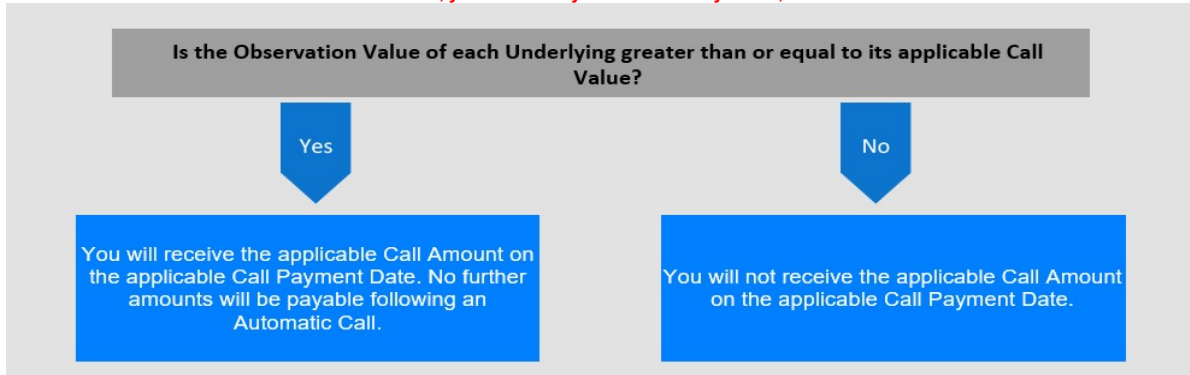 Is the Observation Value of each Underlying greater than or equal to its applicable Call
Value?
Yes
No
You will receive the applicable Call Amount on
the applicable Call Payment Date. No further
amounts will be payable following an
Automatic Call.
You will not receive the applicable Call Amount
on the applicable Call Payment Date.